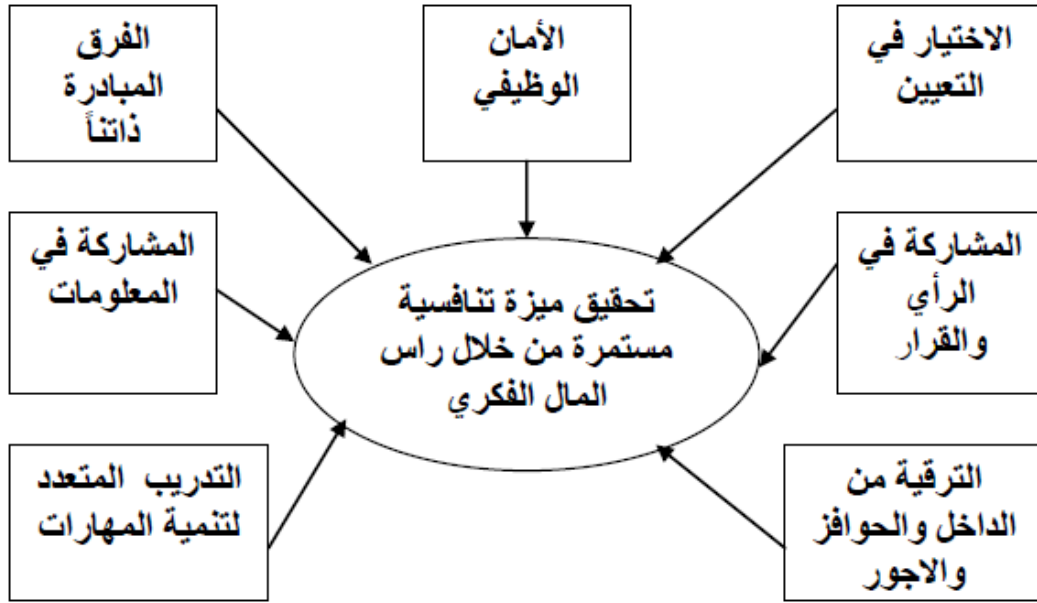 الاختيار في
التعيين
الأمان
الوظيفي
الفرق
المبادرة
ذاتناً
المشاركة في
الرأي
والقرار
تحقيق ميزة تنافسية
مستمرة من خلال راس
المال الفكري
المشاركة في
المعلومات
الترقية من
الداخل والحوافز
والاجور
التدريب المتعدد
لتنمية المهارات